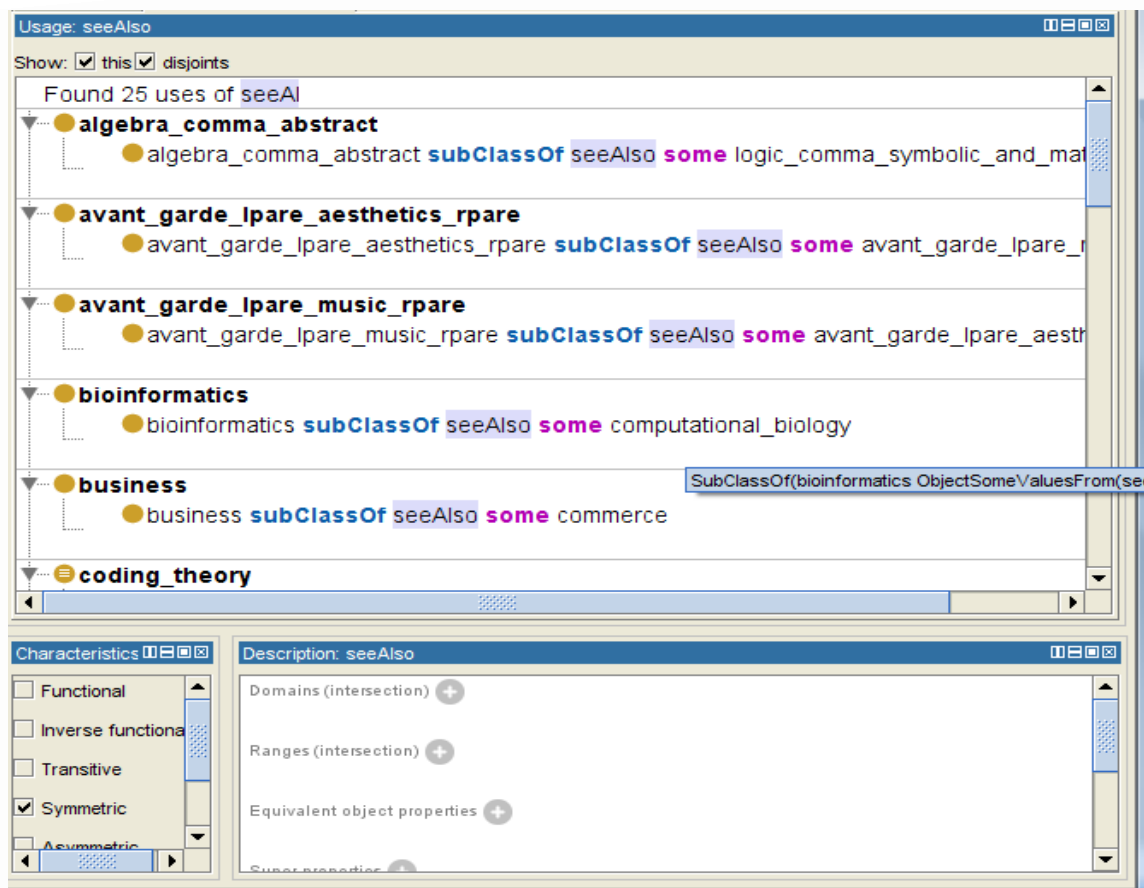 Usage: seeAlso
Show: this disjoints
Found 25 uses of seeAl
algebra_comma_abstract
algebra_comma_abstract subClassOf seeAlso some logic_comma_symbolic_and_mat
avant_garde_lpare_aesthetics_rpare
avant_garde_lpare_aesthetics_rpare subClassOf seeAlso some avant_garde_lpare_r
avant_garde_lpare_music_rpare
avant_garde_lpare_music_rpare subClassOf seeAlso some avant_garde_lpare_aesth
bioinformatics
bioinformatics subClassOf seeAlso some computational_biology
SubClassOf(bioinformatics ObjectSomeValuesFrom(se
business
business subClassOf seeAlso some commerce
coding_theory
Characteristics
Functional
Inverse functiona
Transitive
Symmetric
Asymmetric
Description: seeAlso
Domains (intersection)
Ranges (intersection)
Equivalent object properties
Super properties